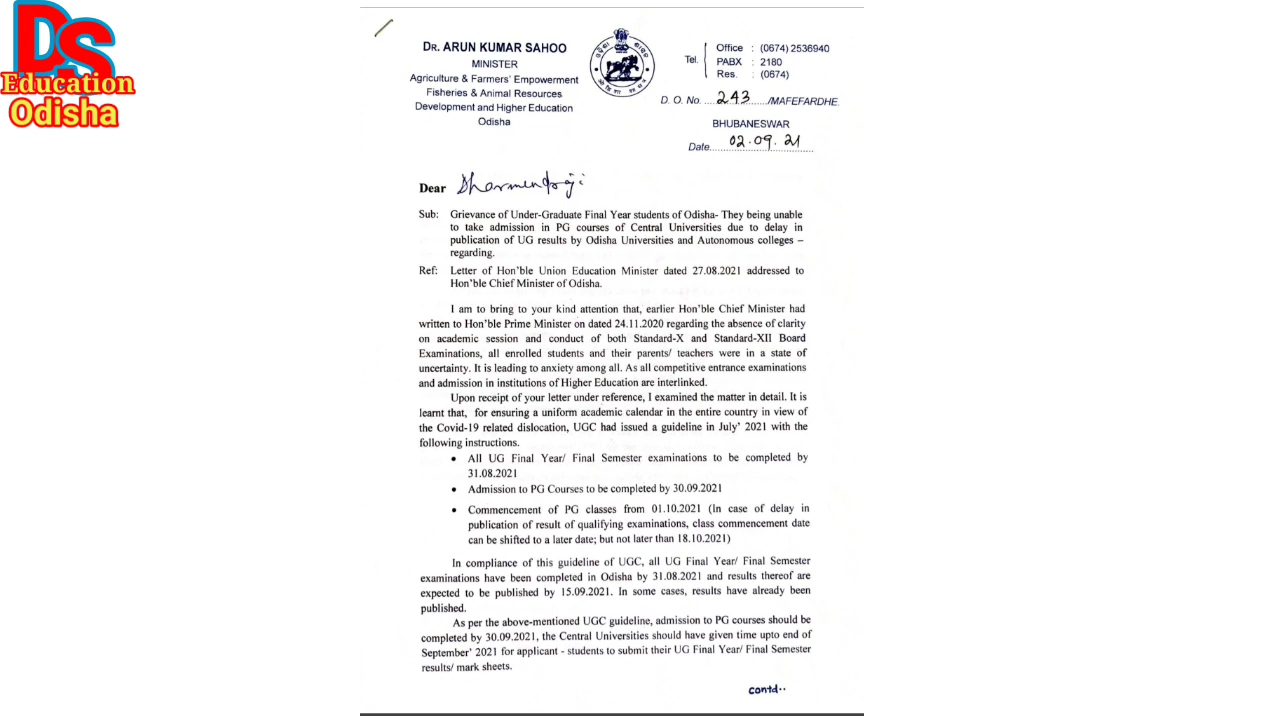 DS
Education
Odisha
DR. ARUN KUMAR SAHOO
MINISTER
Agriculture & Farmers' Empowerment
Fisheries & Animal Resources
Development and Higher Education
Odisha
Tel.
Office : (0674) 2536940
PABX : 2180
Res. : (0674)
D. O. No. ....243....../MAFEFARDHE.
BHUBANESWAR
Date...02.09.21...
Dear Dharmendraji
Sub: Grievance of Under-Graduate Final Year students of Odisha- They being unable
to take admission in PG courses of Central Universities due to delay in
publication of UG results by Odisha Universities and Autonomous colleges –
regarding.
Ref: Letter of Hon'ble Union Education Minister dated 27.08.2021 addressed to
Hon'ble Chief Minister of Odisha.
I am to bring to your kind attention that, earlier Hon'ble Chief Minister had
written to Hon'ble Prime Minister on dated 24.11.2020 regarding the absence of clarity
on academic session and conduct of both Standard-X and Standard-XII Board
Examinations, all enrolled students and their parents/ teachers were in a state of
uncertainty. It is leading to anxiety among all. As all competitive entrance examinations
and admission in institutions of Higher Education are interlinked.
Upon receipt of your letter under reference, I examined the matter in detail. It is
learnt that, for ensuring a uniform academic calendar in the entire country in view of
the Covid-19 related dislocation, UGC had issued a guideline in July' 2021 with the
following instructions.
• All UG Final Year/ Final Semester examinations to be completed by
31.08.2021
• Admission to PG Courses to be completed by 30.09.2021
• Commencement of PG classes from 01.10.2021 (In case of delay in
publication of result of qualifying examinations, class commencement date
can be shifted to a later date; but not later than 18.10.2021)
In compliance of this guideline of UGC, all UG Final Year/ Final Semester
examinations have been completed in Odisha by 31.08.2021 and results thereof are
expected to be published by 15.09.2021. In some cases, results have already been
published.
As per the above-mentioned UGC guideline, admission to PG courses should be
completed by 30.09.2021, the Central Universities should have given time upto end of
September' 2021 for applicant - students to submit their UG Final Year/ Final Semester
results/ mark sheets.
contd..